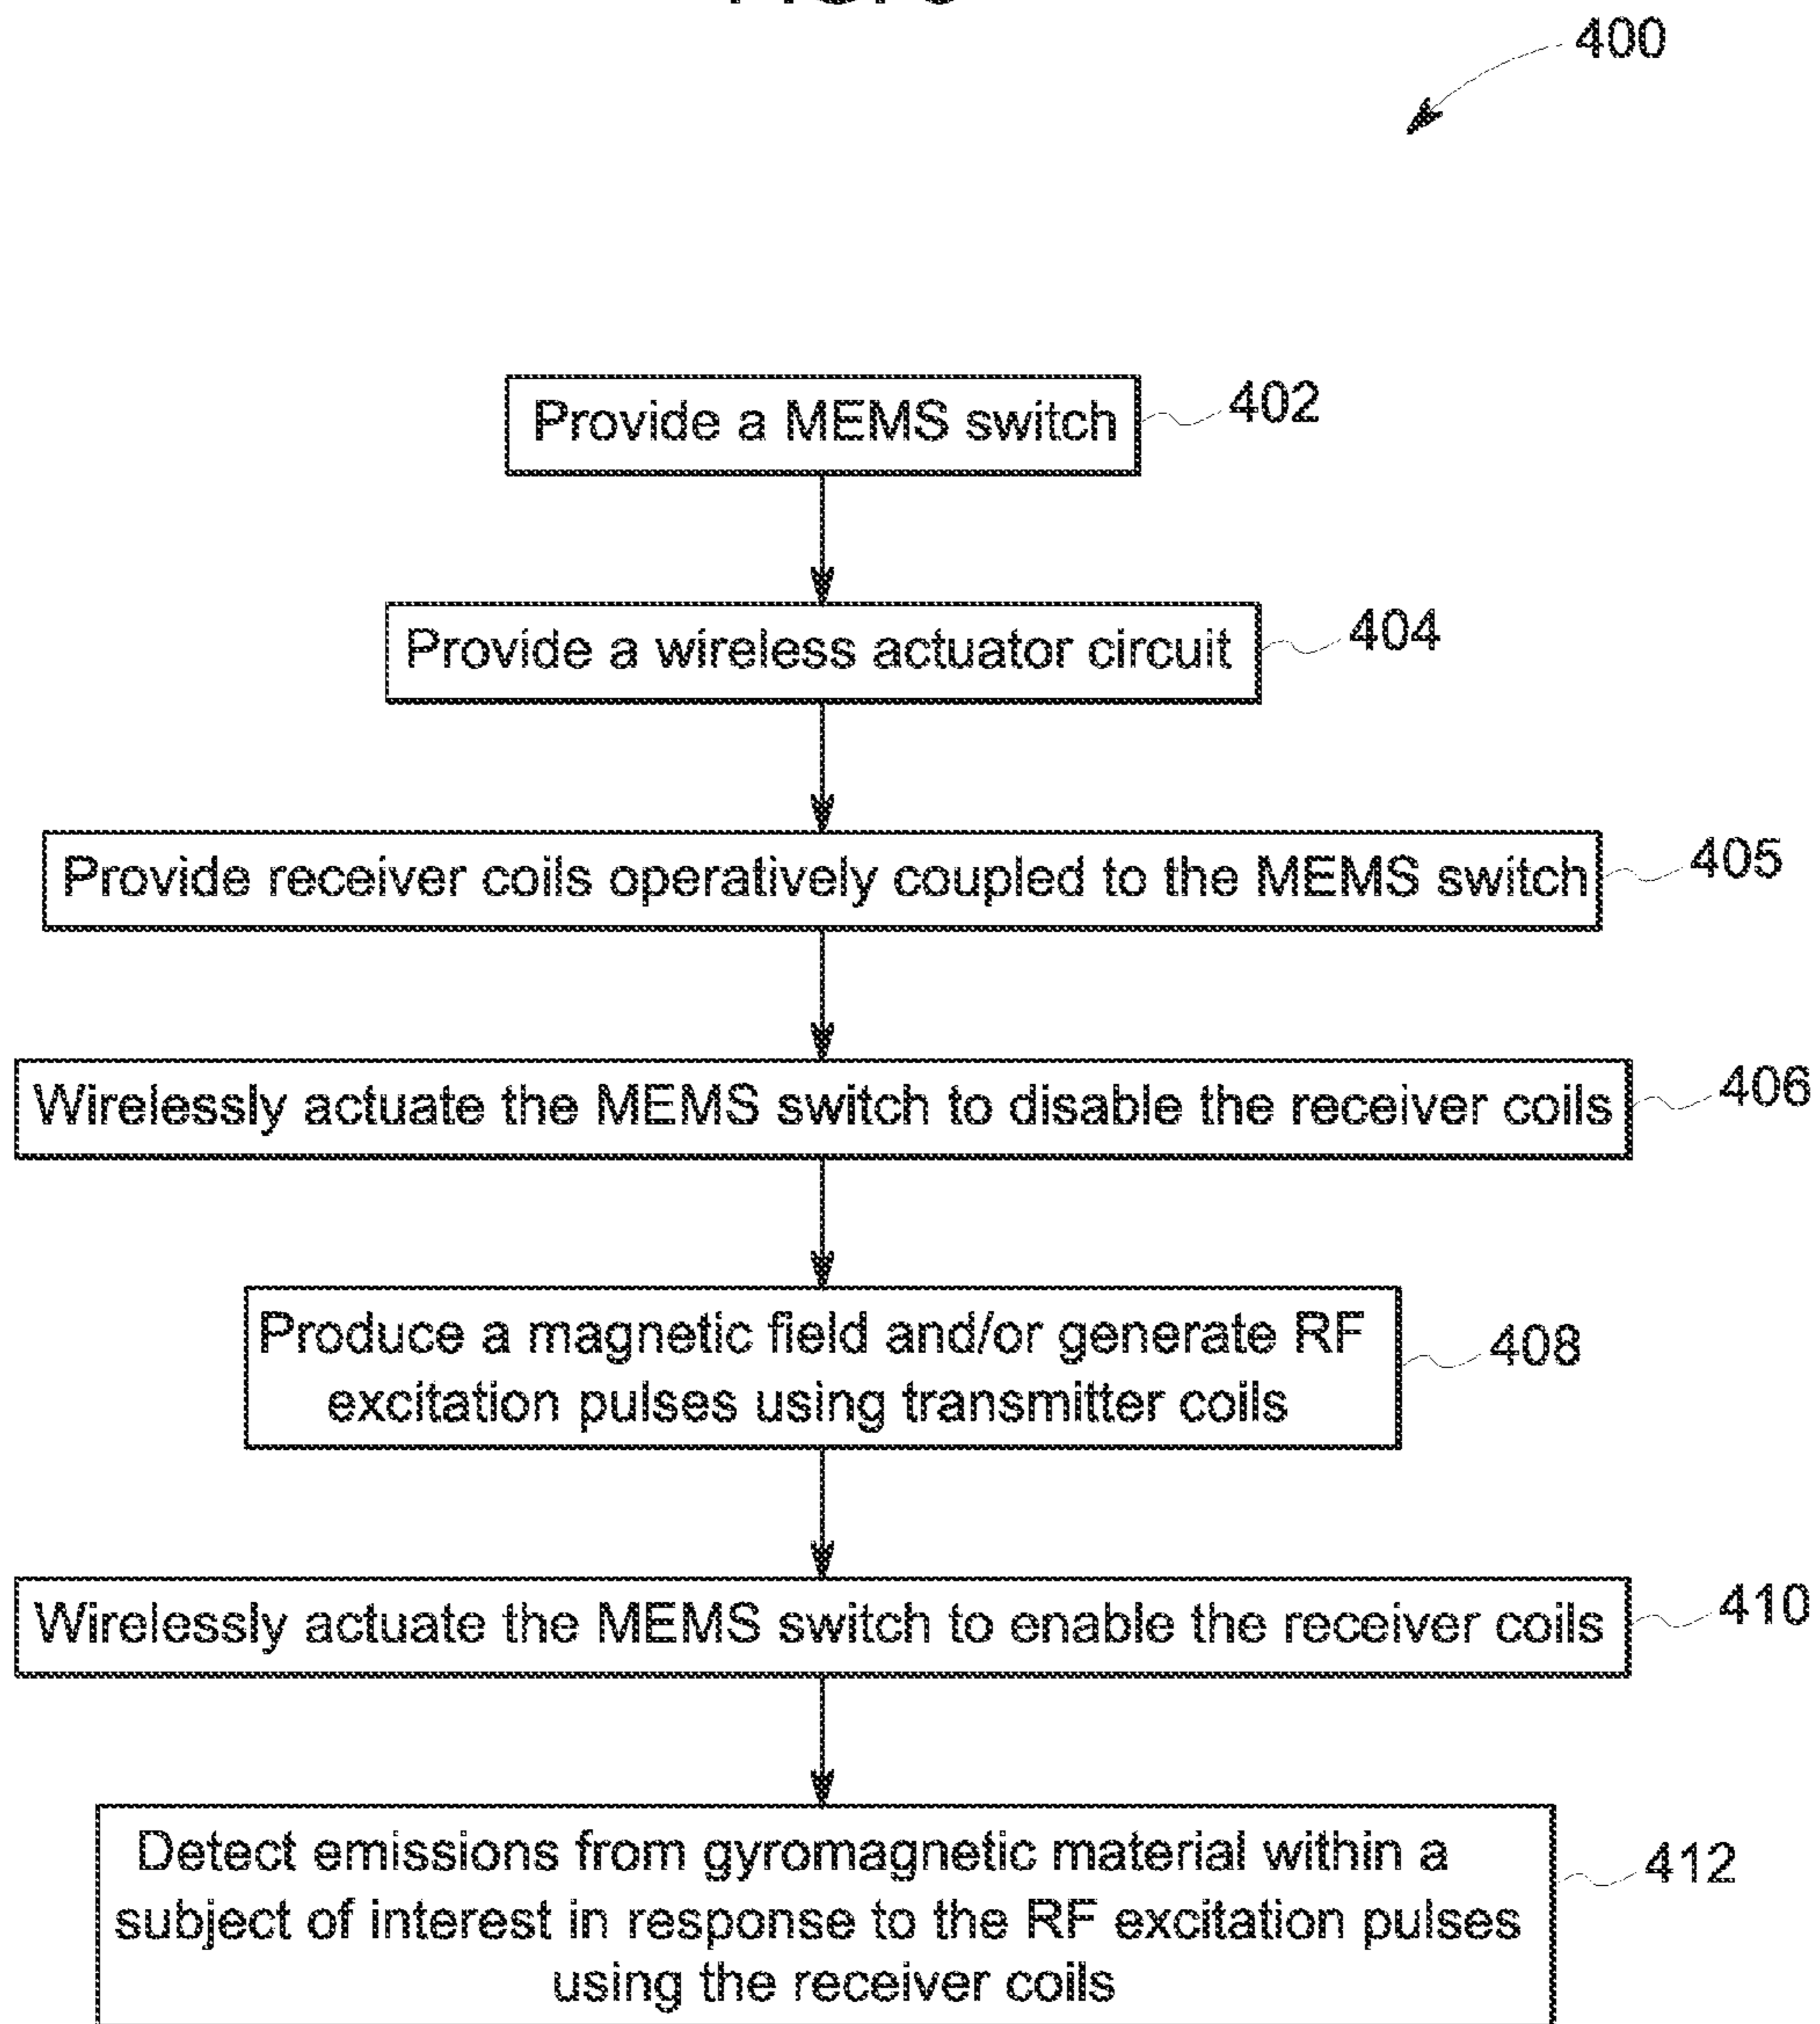 400
Provide a MEMS switch
402
Provide a wireless actuator circuit
404
Provide receiver coils operatively coupled to the MEMS switch
405
Wirelessly actuate the MEMS switch to disable the receiver coils
406
Produce a magnetic field and/or generate RF
excitation pulses using transmitter coils
408
Wirelessly actuate the MEMS switch to enable the receiver coils
410
Detect emissions from gyromagnetic material within a
subject of interest in response to the RF excitation pulses
using the receiver coils
412